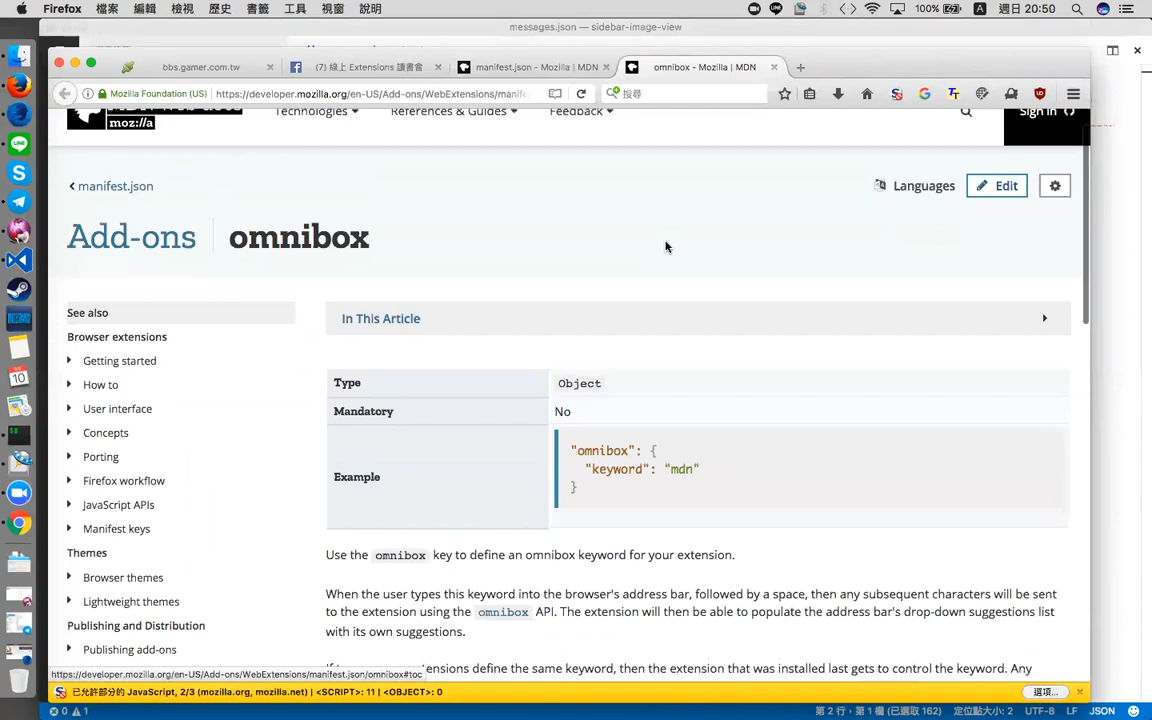 Firefox 檔案 編輯 檢視 歷史 書籤 工具 視窗 說明 100% A 週日 20:50
messages.json — sidebar-image-view
bbs.gamer.com.tw
(7) 線上 Extensions 讀書會
manifest.json - Mozilla | MDN
omnibox - Mozilla | MDN
Mozilla Foundation (US)
https://developer.mozilla.org/en-US/Add-ons/WebExtensions/manif
搜尋
moz://a
Technologies
References & Guides
Feedback
Sign in
manifest.json
Languages
Edit
Add-ons
omnibox
See also
In This Article
Browser extensions
Getting started
How to
User interface
Concepts
Porting
Firefox workflow
JavaScript APIs
Manifest keys
Themes
Browser themes
Lightweight themes
Publishing and Distribution
Publishing add-ons
Type
Object
Mandatory
No
Example
"omnibox": {
"keyword": "mdn"
}
Use the omnibox key to define an omnibox keyword for your extension.
When the user types this keyword into the browser's address bar, followed by a space, then any subsequent characters will be sent
to the extension using the omnibox API. The extension will then be able to populate the address bar's drop-down suggestions list
with its own suggestions.
tensions define the same keyword, then the extension that was installed last gets to control the keyword. Any
https://developer.mozilla.org/en-US/Add-ons/WebExtensions/manifest.json/omnibox#toc
已允許部分的 JavaScript, 2/3 (mozilla.org, mozilla.net) | <SCRIPT>: 11 | <OBJECT>: 0
選項...
0 1
第 2 行，第 1 欄 (已選取 162) 定位點大小: 2 UTF-8 LF JSON